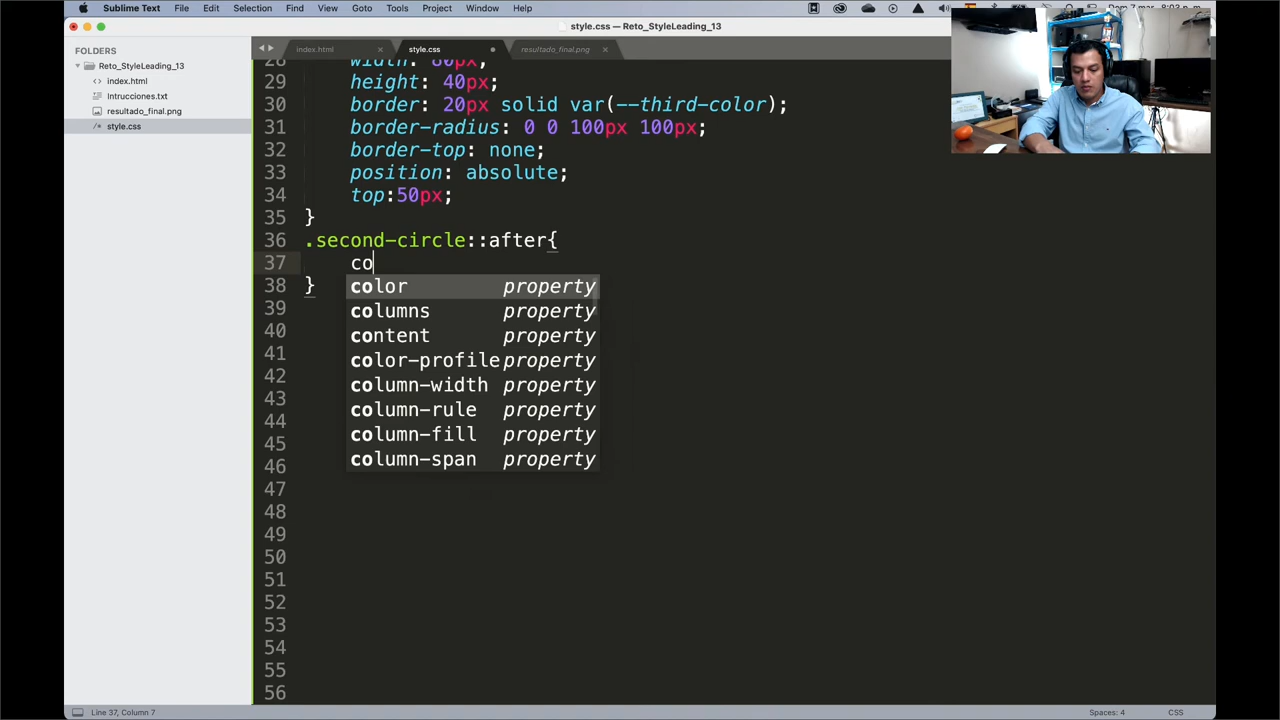 Sublime Text File Edit Selection Find View Goto Tools Project Window Help
style.css — Reto_StyleLeading_13
FOLDERS
Reto_StyleLeading_13
index.html
Intrucciones.txt
resultado_final.png
style.css
index.html style.css resultado_final.png
28 width: 80px;
29 height: 40px;
30 border: 20px solid var(--third-color);
31 border-radius: 0 0 100px 100px;
32 border-top: none;
33 position: absolute;
34 top:50px;
35 }
36 .second-circle::after{
37 co
38 }
color property
columns property
content property
color-profile property
column-width property
column-rule property
column-fill property
column-span property
39
40
41
42
43
44
45
46
47
48
49
50
51
52
53
54
55
56
Line 37, Column 7
Spaces: 4 CSS